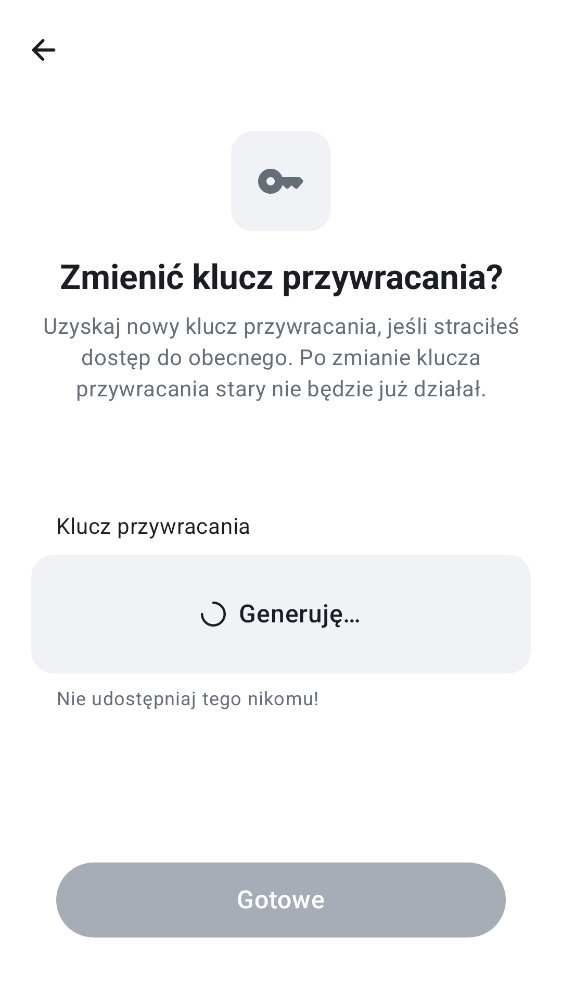 Zmienić klucz przywracania?
Uzyskaj nowy klucz przywracania, jeśli straciłeś
dostęp do obecnego. Po zmianie klucza
przywracania stary nie będzie już działał.
Klucz przywracania
Generuję…
Nie udostępniaj tego nikomu!
Gotowe